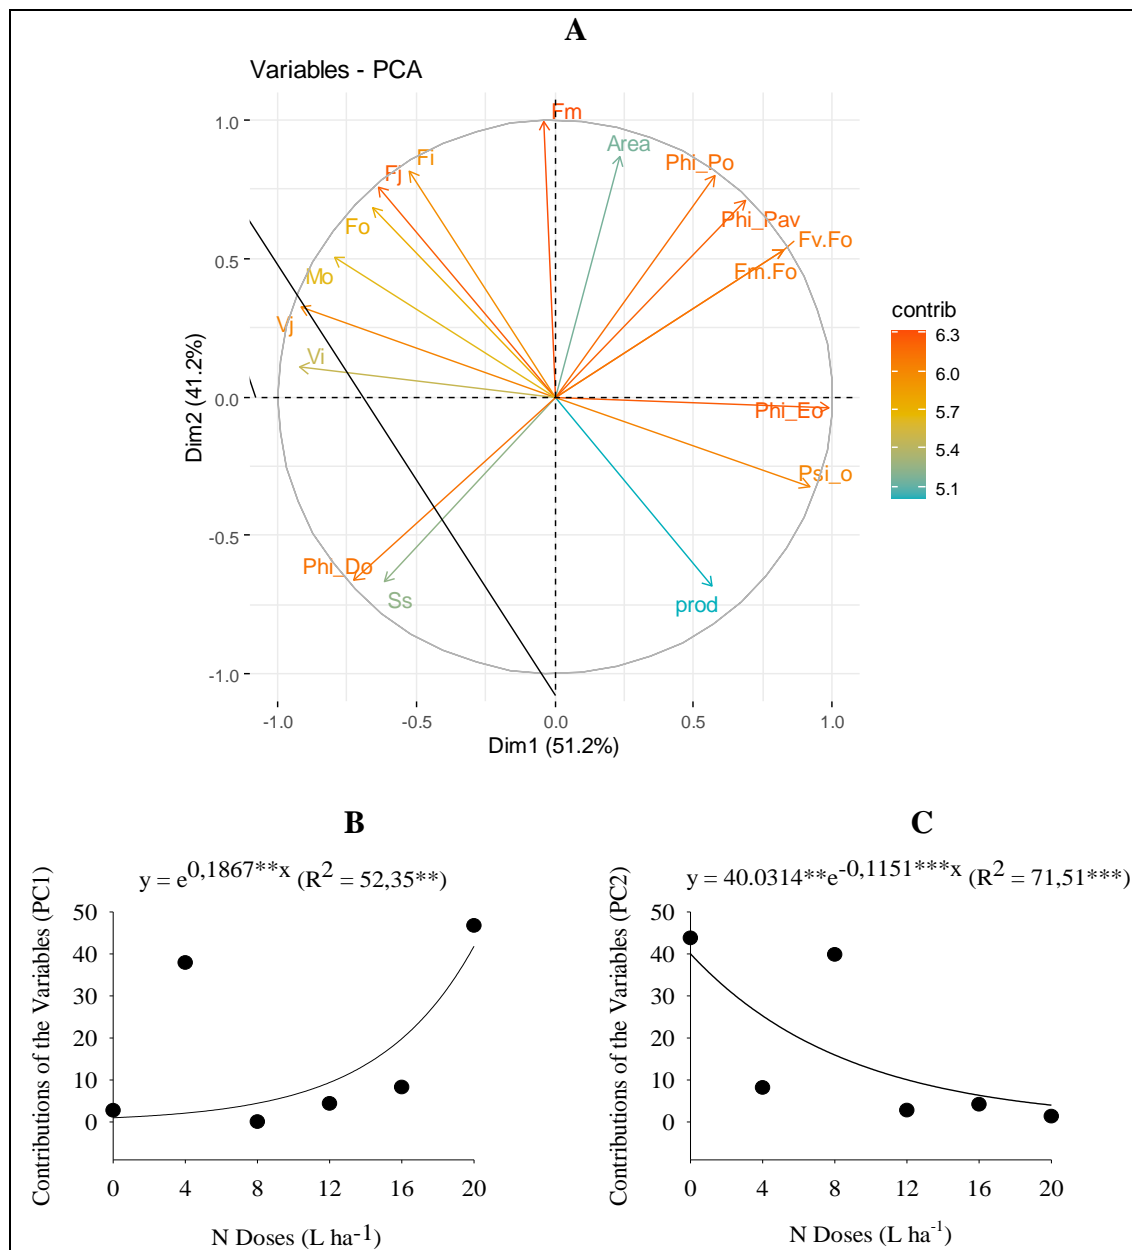 A
Variables - PCA
1.0
0.5
0.0
-0.5
-1.0
Dim2 (41.2%)
Fm
Area
Phi_Po
Fi
Fj
Phi_Pav
Fo
Fv.Fo
Fm.Fo
Mo
Vj
Vi
Phi_Eo
Psi_o
Phi_Do
Ss
prod
-1.0 -0.5 0.0 0.5 1.0
Dim1 (51.2%)
contrib
6.3
6.0
5.7
5.4
5.1
B
y = e^0,1867**x (R^2 = 52,35**)
Contributions of the Variables (PC1)
50
40
30
20
10
0
0 4 8 12 16 20
N Doses (L ha^-1)
C
y = 40.0314**e^-0,1151***x (R^2 = 71,51***)
Contributions of the Variables (PC2)
50
40
30
20
10
0
0 4 8 12 16 20
N Doses (L ha^-1)